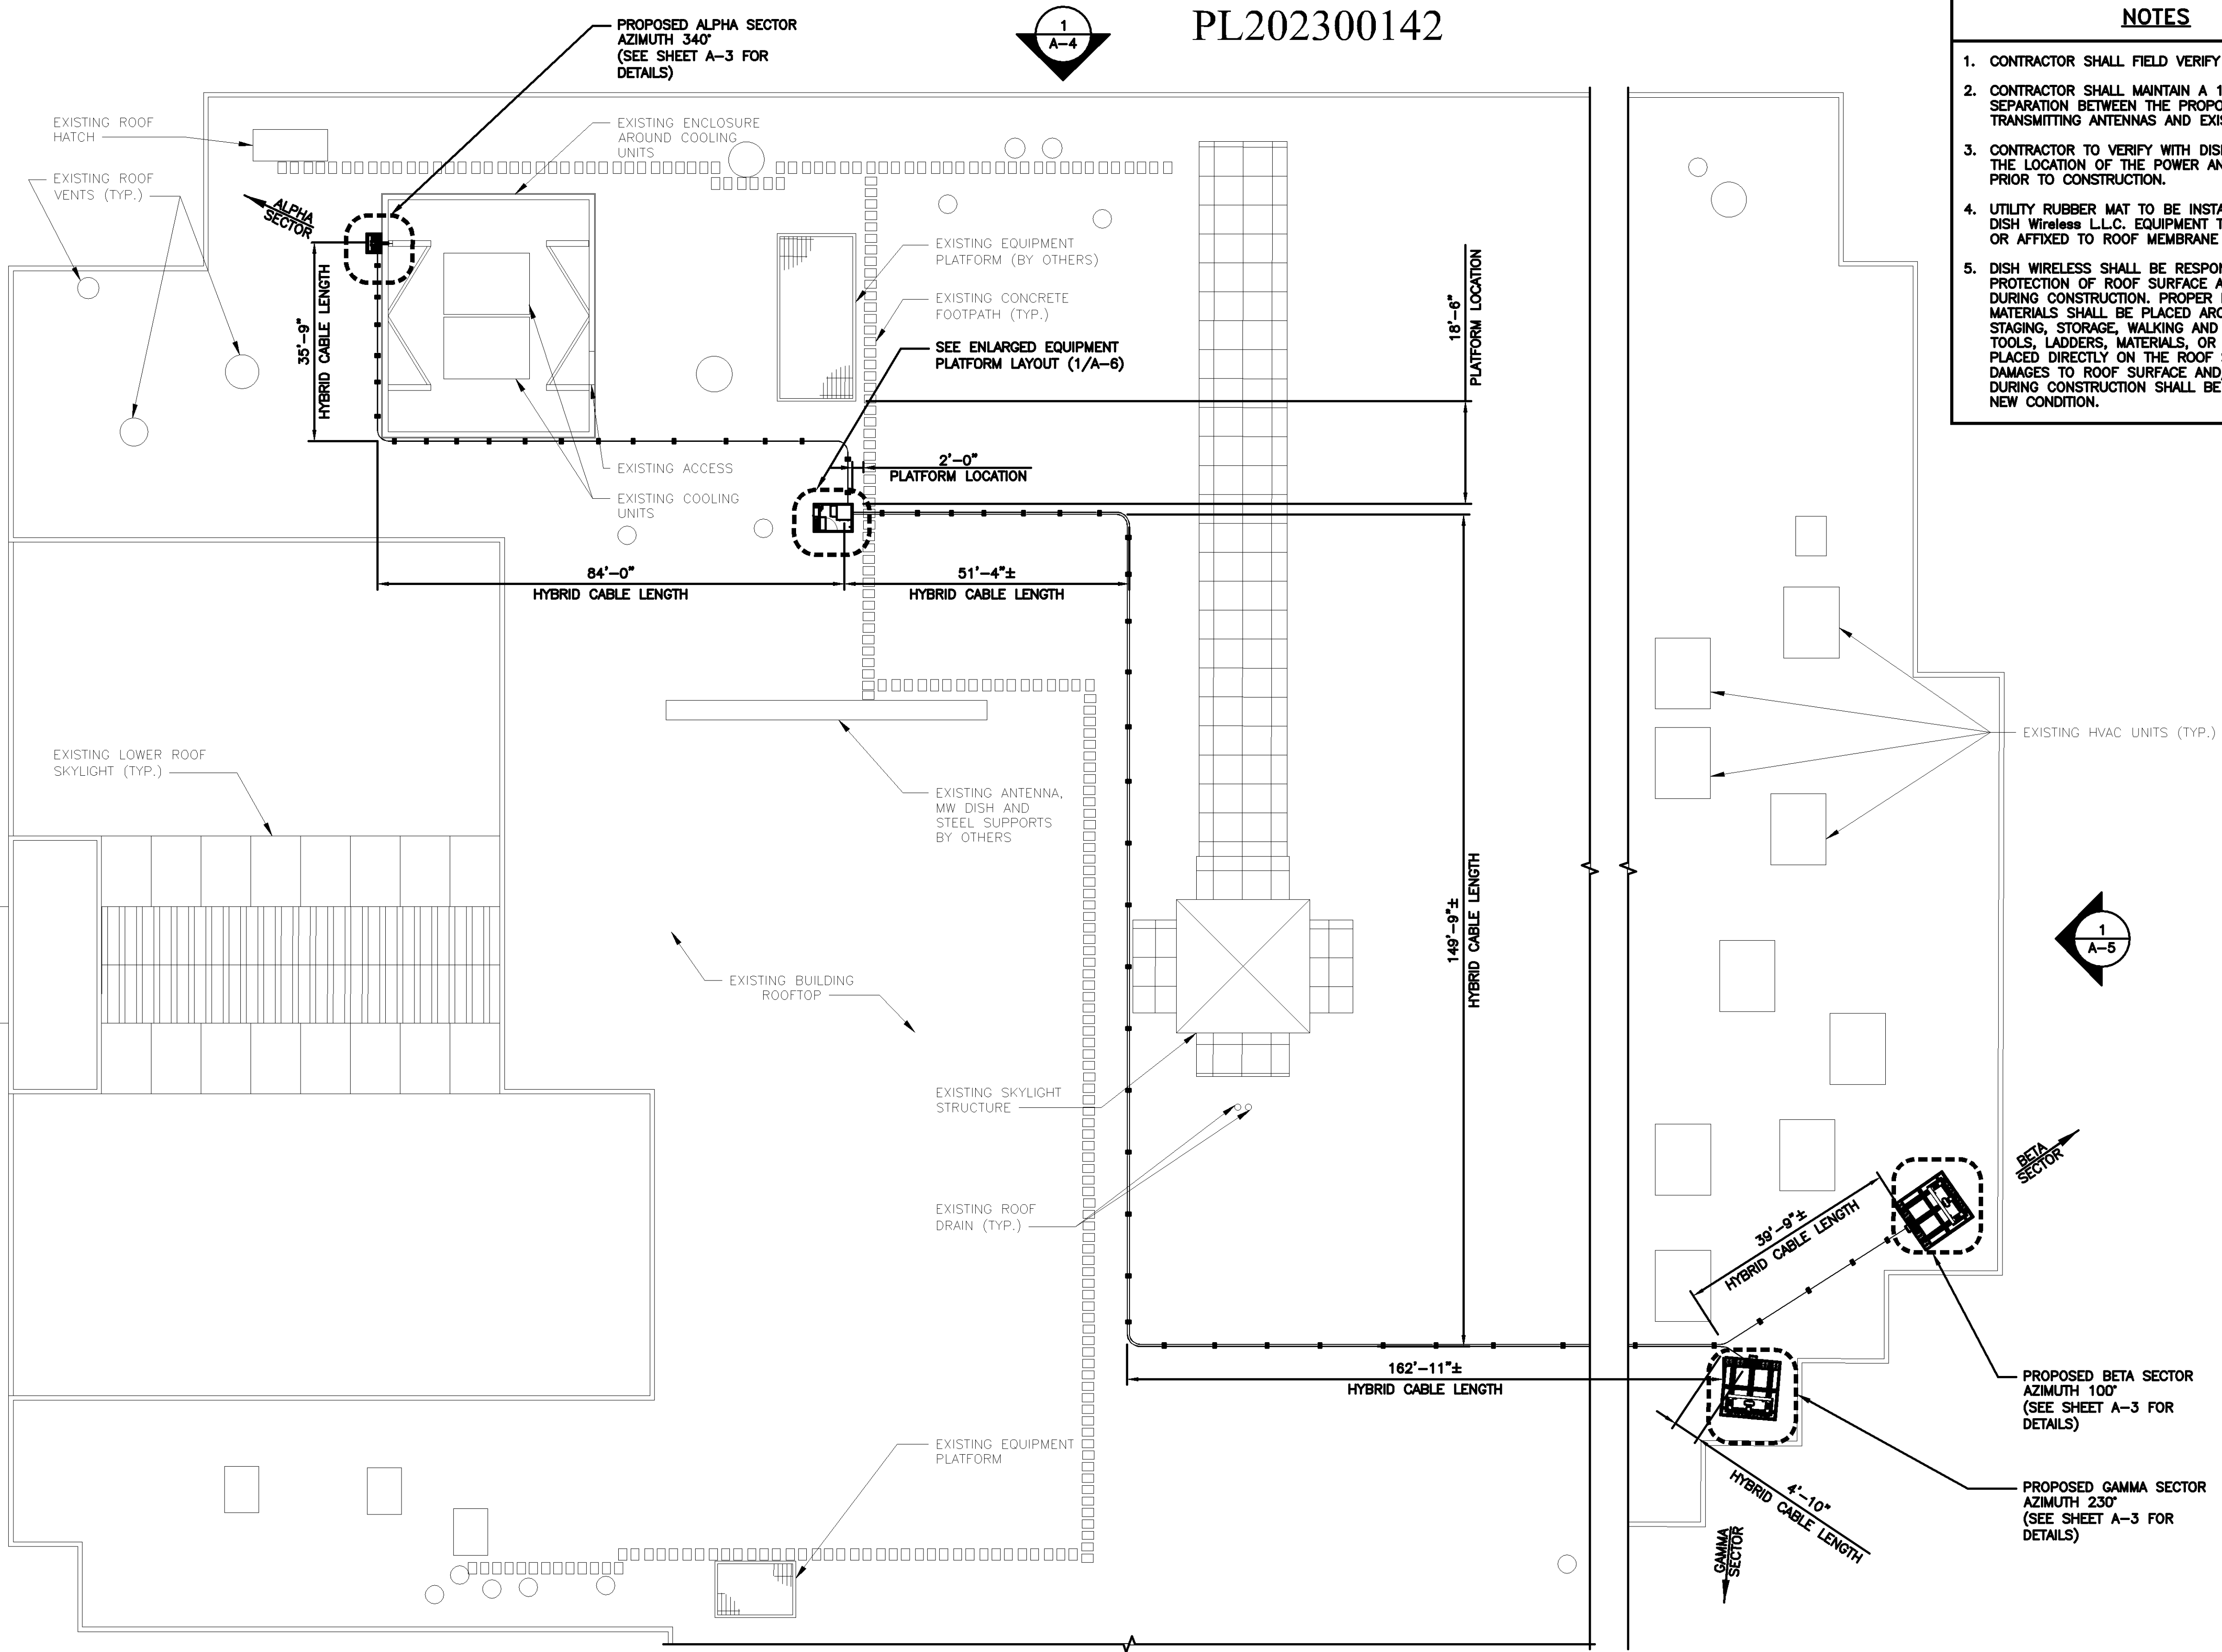 PL202300142
PROPOSED ALPHA SECTOR
AZIMUTH 340°
(SEE SHEET A-3 FOR
DETAILS)
1
A-4
NOTES
1. CONTRACTOR SHALL FIELD VERIFY
2. CONTRACTOR SHALL MAINTAIN A 1
SEPARATION BETWEEN THE PROPO
TRANSMITTING ANTENNAS AND EXIS
3. CONTRACTOR TO VERIFY WITH DISH
THE LOCATION OF THE POWER AN
PRIOR TO CONSTRUCTION.
4. UTILITY RUBBER MAT TO BE INSTA
DISH Wireless L.L.C. EQUIPMENT T
OR AFFIXED TO ROOF MEMBRANE
5. DISH WIRELESS SHALL BE RESPON
PROTECTION OF ROOF SURFACE A
DURING CONSTRUCTION. PROPER
MATERIALS SHALL BE PLACED ARO
STAGING, STORAGE, WALKING AND
TOOLS, LADDERS, MATERIALS, OR
PLACED DIRECTLY ON THE ROOF
DAMAGES TO ROOF SURFACE AND
DURING CONSTRUCTION SHALL BE
NEW CONDITION.
EXISTING ROOF
HATCH
EXISTING ROOF
VENTS (TYP.)
ALPHA
SECTOR
EXISTING ENCLOSURE
AROUND COOLING
UNITS
EXISTING EQUIPMENT
PLATFORM (BY OTHERS)
EXISTING CONCRETE
FOOTPATH (TYP.)
SEE ENLARGED EQUIPMENT
PLATFORM LAYOUT (1/A-6)
35'-9"
HYBRID CABLE LENGTH
18'-6"
PLATFORM LOCATION
2'-0"
PLATFORM LOCATION
EXISTING ACCESS
EXISTING COOLING
UNITS
84'-0"
HYBRID CABLE LENGTH
51'-4"±
HYBRID CABLE LENGTH
EXISTING LOWER ROOF
SKYLIGHT (TYP.)
EXISTING ANTENNA,
MW DISH AND
STEEL SUPPORTS
BY OTHERS
EXISTING HVAC UNITS (TYP.)
149'-9"±
HYBRID CABLE LENGTH
1
A-5
EXISTING BUILDING
ROOFTOP
EXISTING SKYLIGHT
STRUCTURE
EXISTING ROOF
DRAIN (TYP.)
BETA
SECTOR
39'-9"±
HYBRID CABLE LENGTH
162'-11"±
HYBRID CABLE LENGTH
PROPOSED BETA SECTOR
AZIMUTH 100°
(SEE SHEET A-3 FOR
DETAILS)
EXISTING EQUIPMENT
PLATFORM
4'-10"
HYBRID CABLE LENGTH
PROPOSED GAMMA SECTOR
AZIMUTH 230°
(SEE SHEET A-3 FOR
DETAILS)
GAMMA
SECTOR